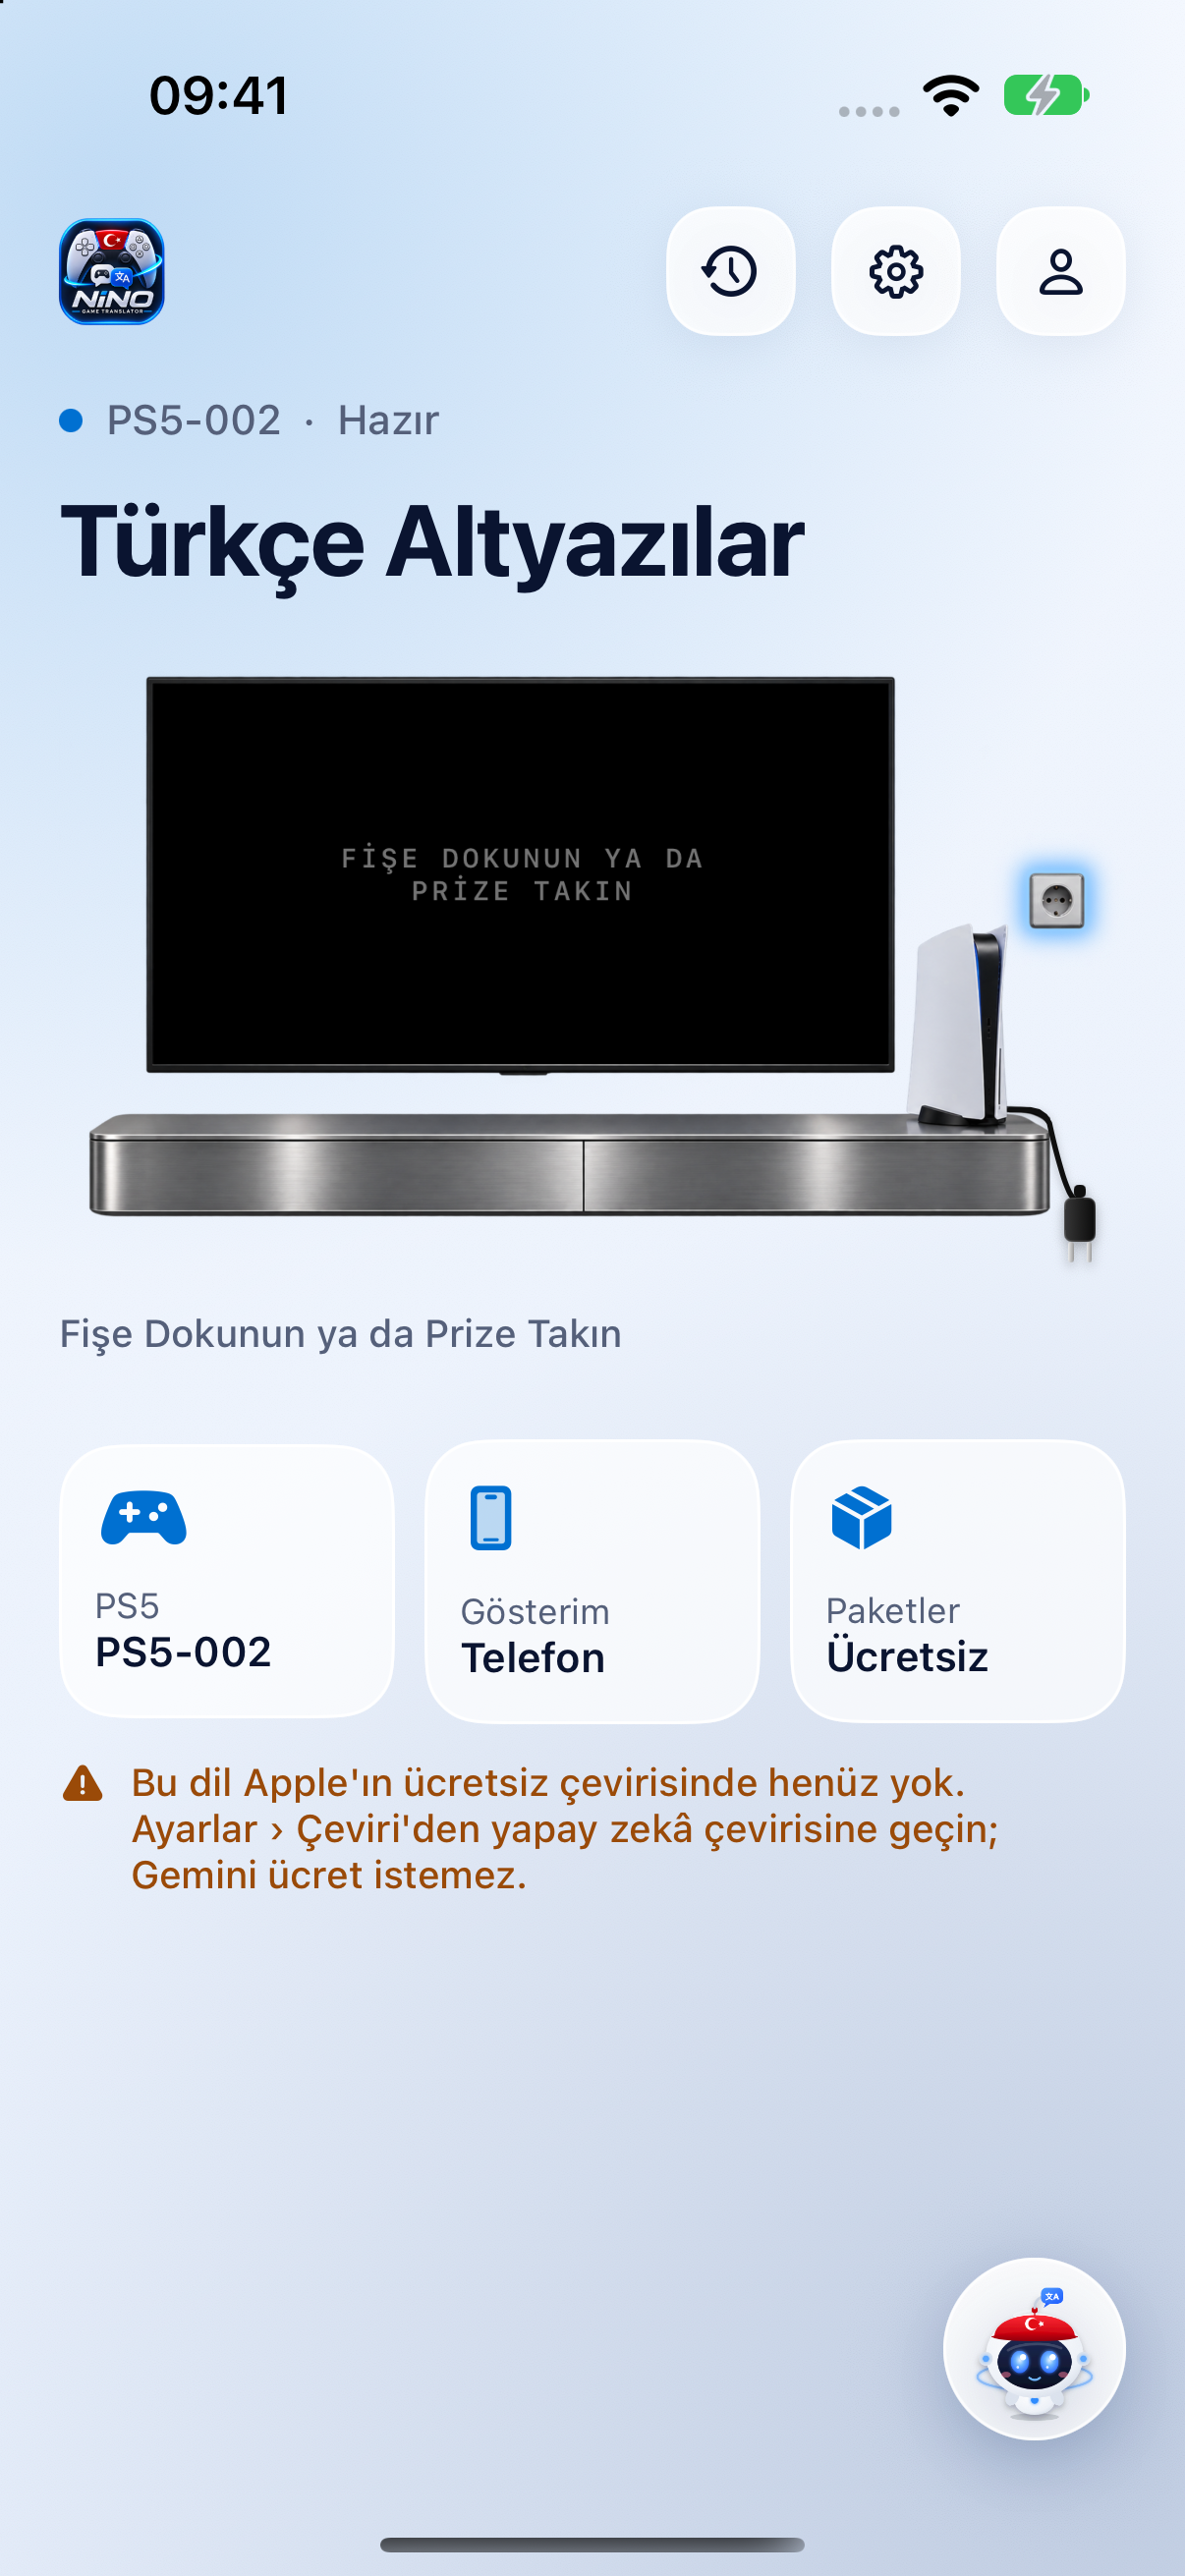 09:41
NiNO
GAME TRANSLATOR
PS5-002 · Hazır
Türkçe Altyazılar
FİŞE DOKUNUN YA DA
PRİZE TAKIN
Fişe Dokunun ya da Prize Takın
PS5
PS5-002
Gösterim
Telefon
Paketler
Ücretsiz
Bu dil Apple'ın ücretsiz çevirisinde henüz yok.
Ayarlar › Çeviri'den yapay zekâ çevirisine geçin;
Gemini ücret istemez.
文A